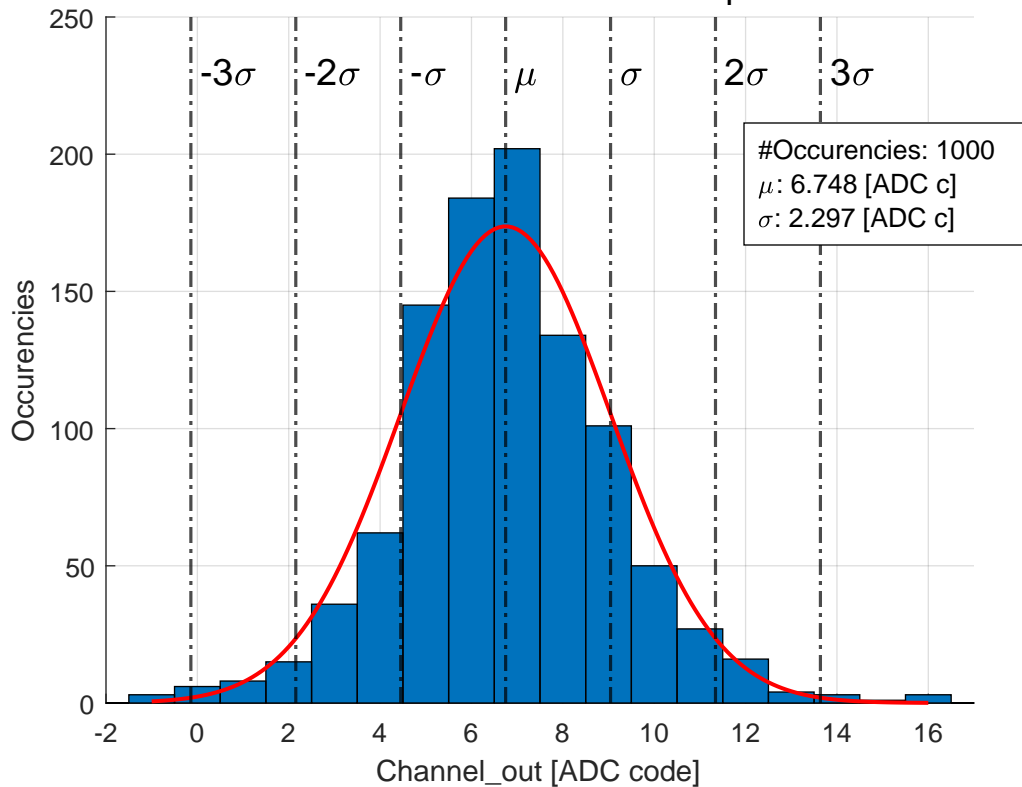 250
-3σ
-2σ
-σ
μ
σ
2σ
3σ
200
#Occurencies: 1000
μ: 6.748 [ADC c]
σ: 2.297 [ADC c]
150
Occurencies
100
50
0
-2 0 2 4 6 8 10 12 14 16
Channel_out [ADC code]